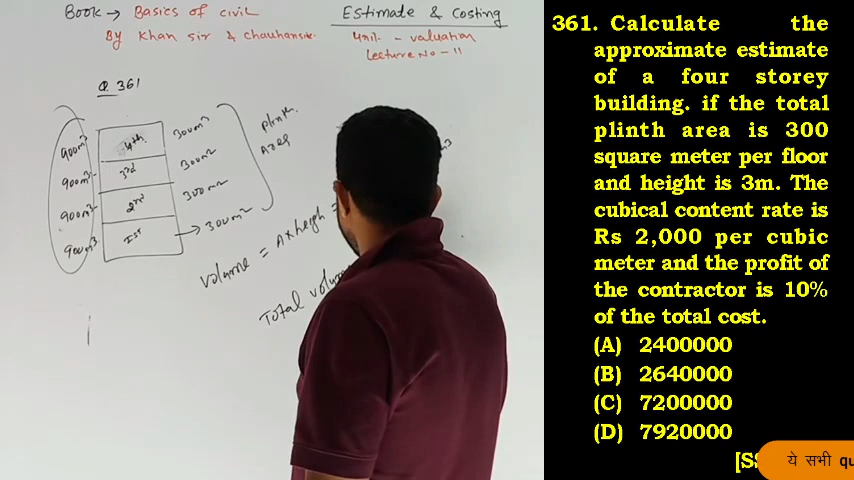 Book → Basics of civil
By Khan sir & chauhansir.
Estimate & Costing
Unit - valuation
Lecture No - 11
Q. 361
900m³ 4th 300m²
900m³ 3rd 300m²
900m³ 2nd 300m²
900m³ Ist → 300m²
Plinth
Area
volume = A x heigh =
Total volum
361. Calculate the
approximate estimate
of a four storey
building. if the total
plinth area is 300
square meter per floor
and height is 3m. The
cubical content rate is
Rs 2,000 per cubic
meter and the profit of
the contractor is 10%
of the total cost.
(A) 2400000
(B) 2640000
(C) 7200000
(D) 7920000
ये सभी qu